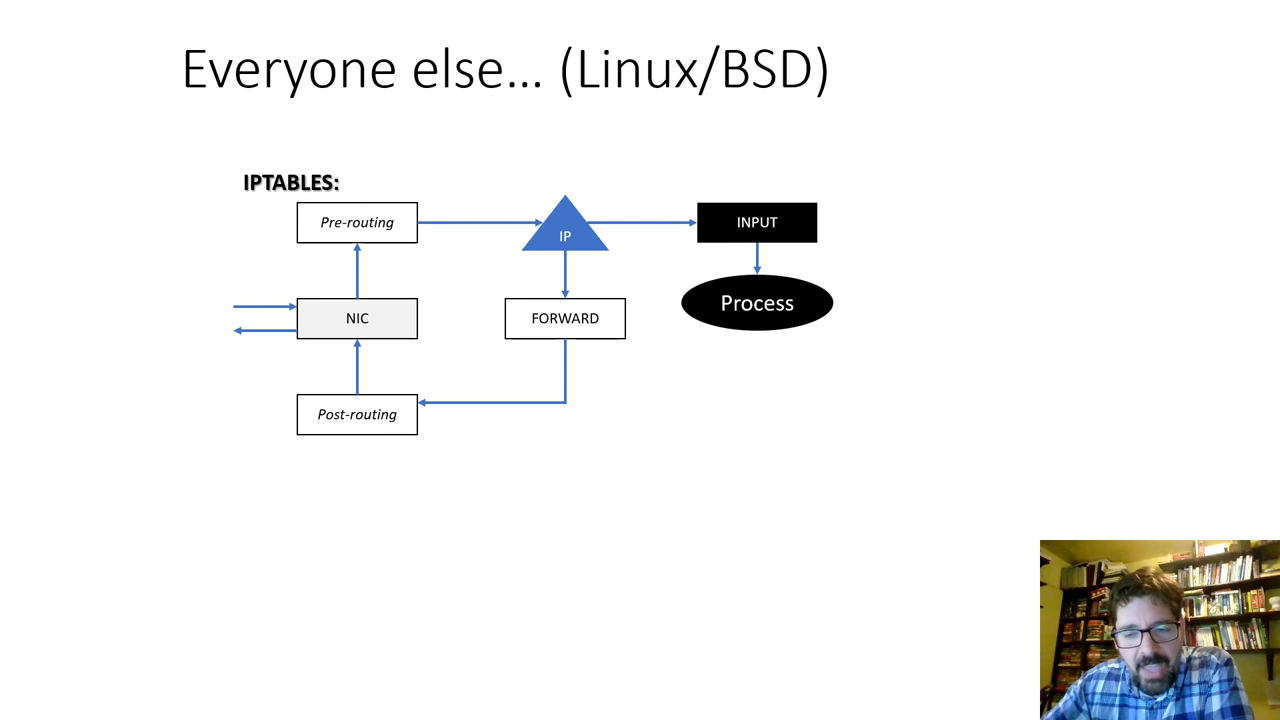 Everyone else... (Linux/BSD)
IPTABLES:
Pre-routing
IP
INPUT
NIC
FORWARD
Process
Post-routing